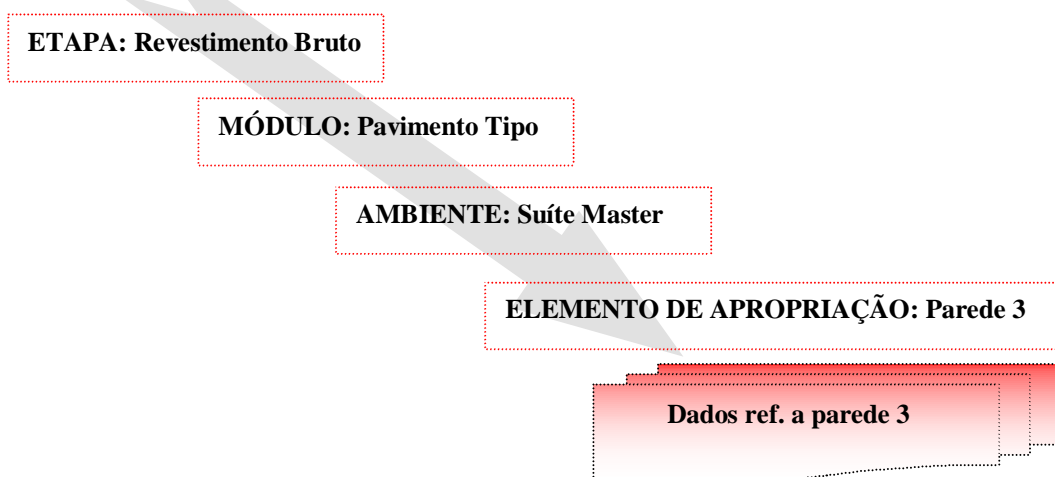 ETAPA: Revestimento Bruto
MÓDULO: Pavimento Tipo
AMBIENTE: Suíte Master
ELEMENTO DE APROPRIAÇÃO: Parede 3
Dados ref. a parede 3